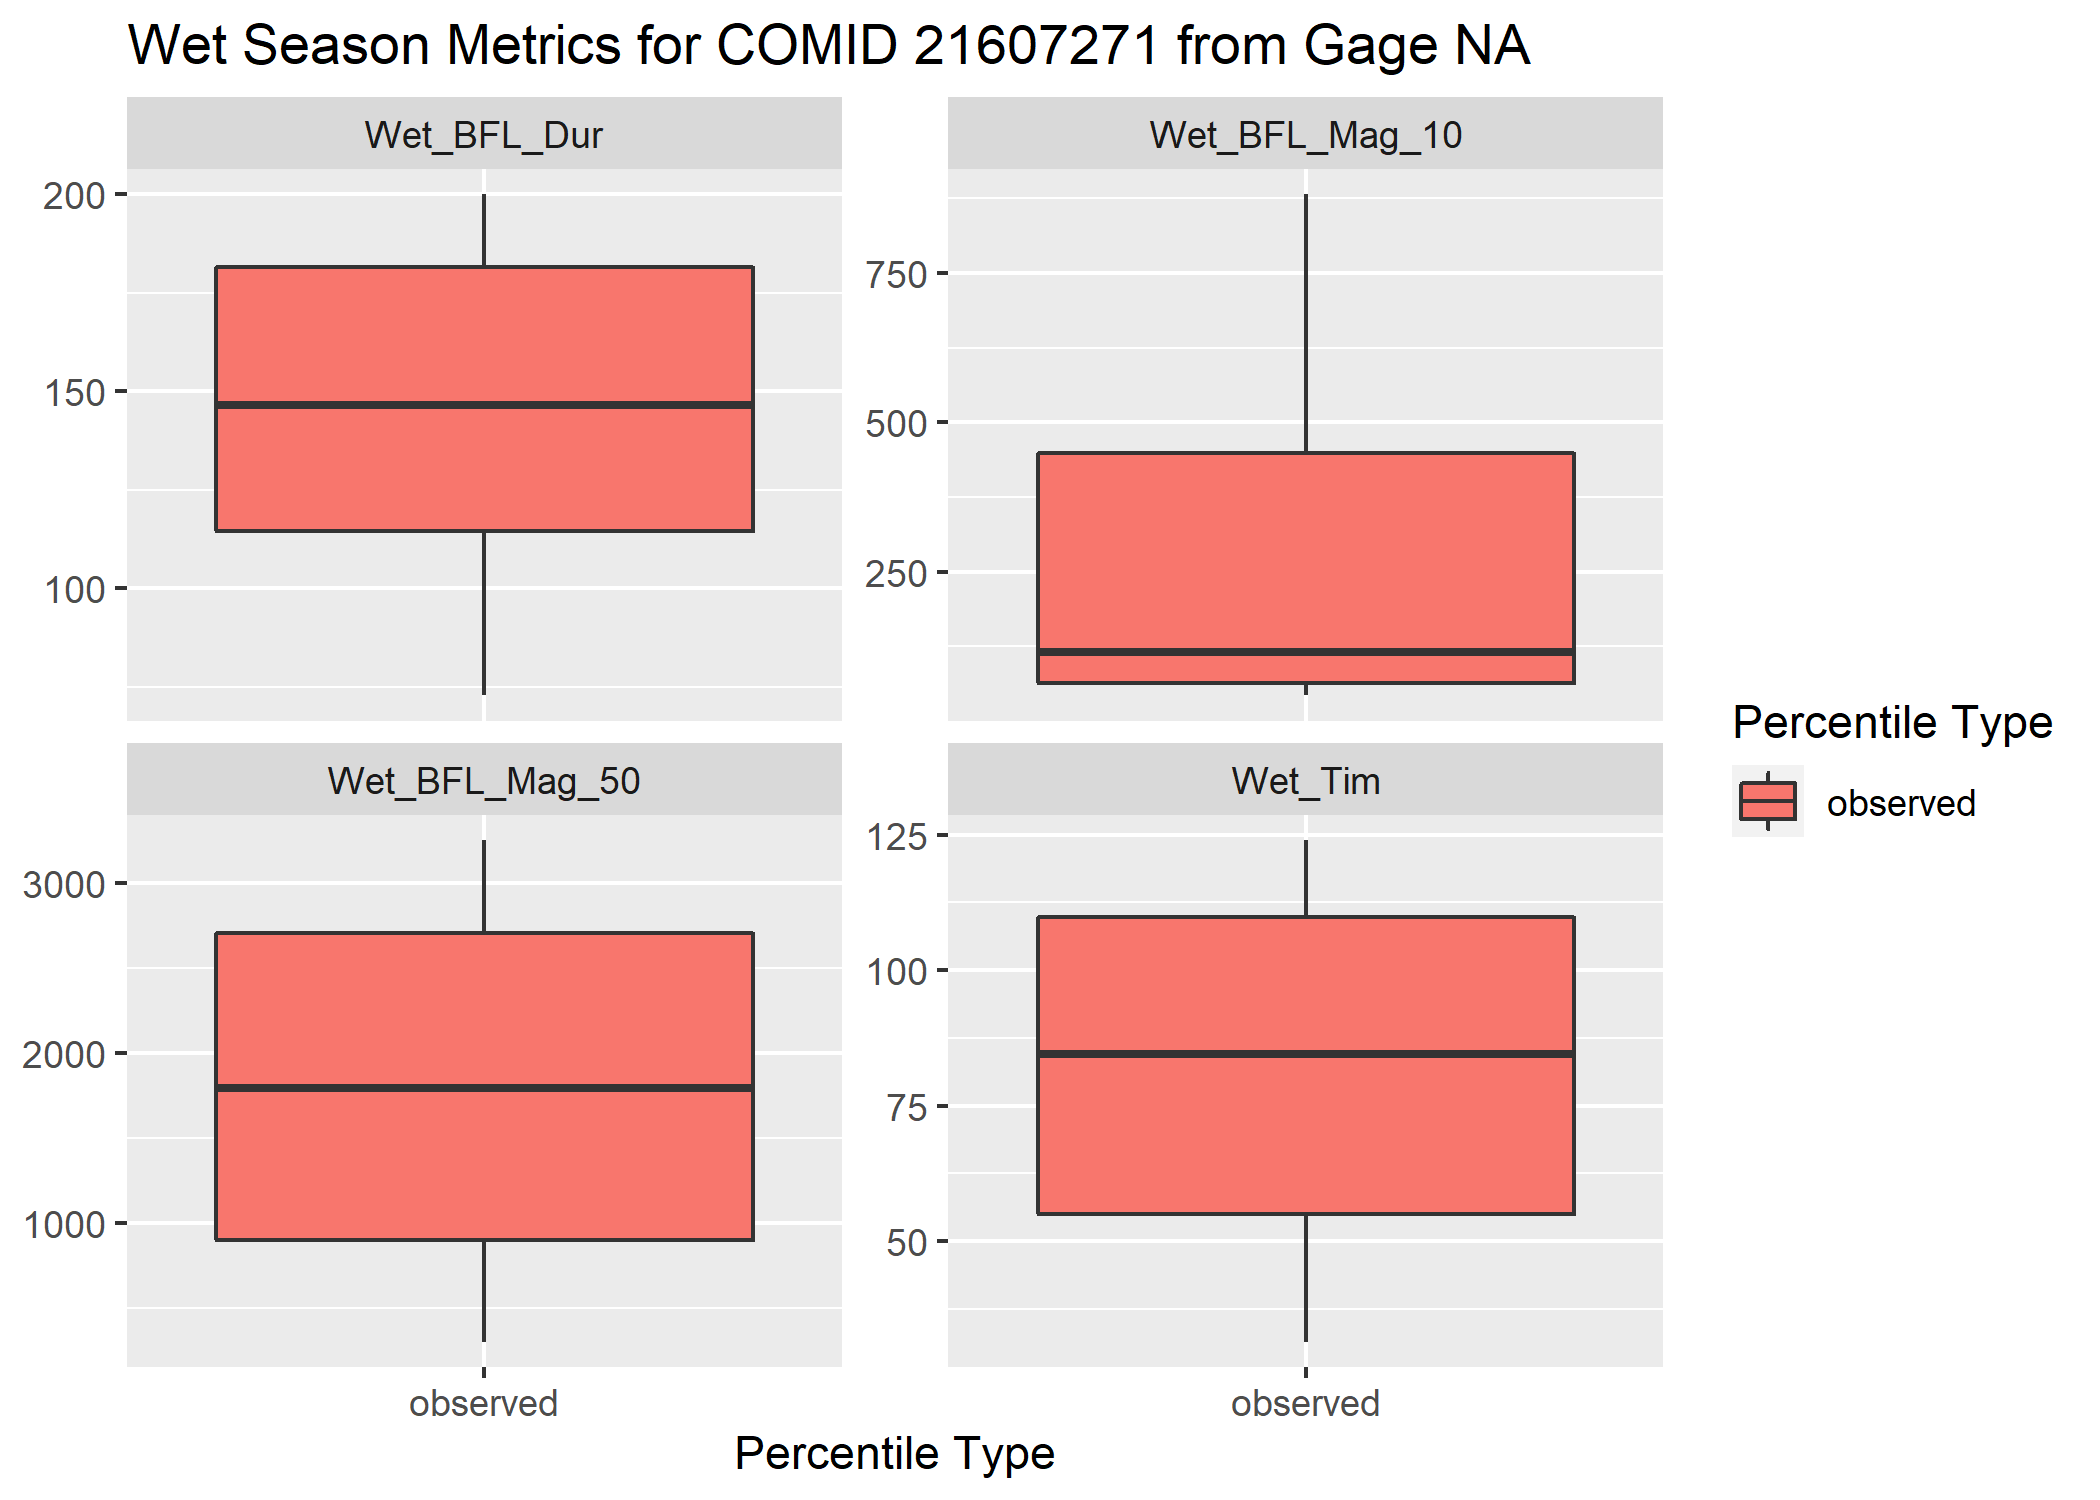 Wet Season Metrics for COMID 21607271 from Gage NA
Wet_BFL_Dur
Wet_BFL_Mag_10
200
150
100
750
500
250
Wet_BFL_Mag_50
Wet_Tim
3000
2000
1000
125
100
75
50
observed
observed
Percentile Type
Percentile Type
observed